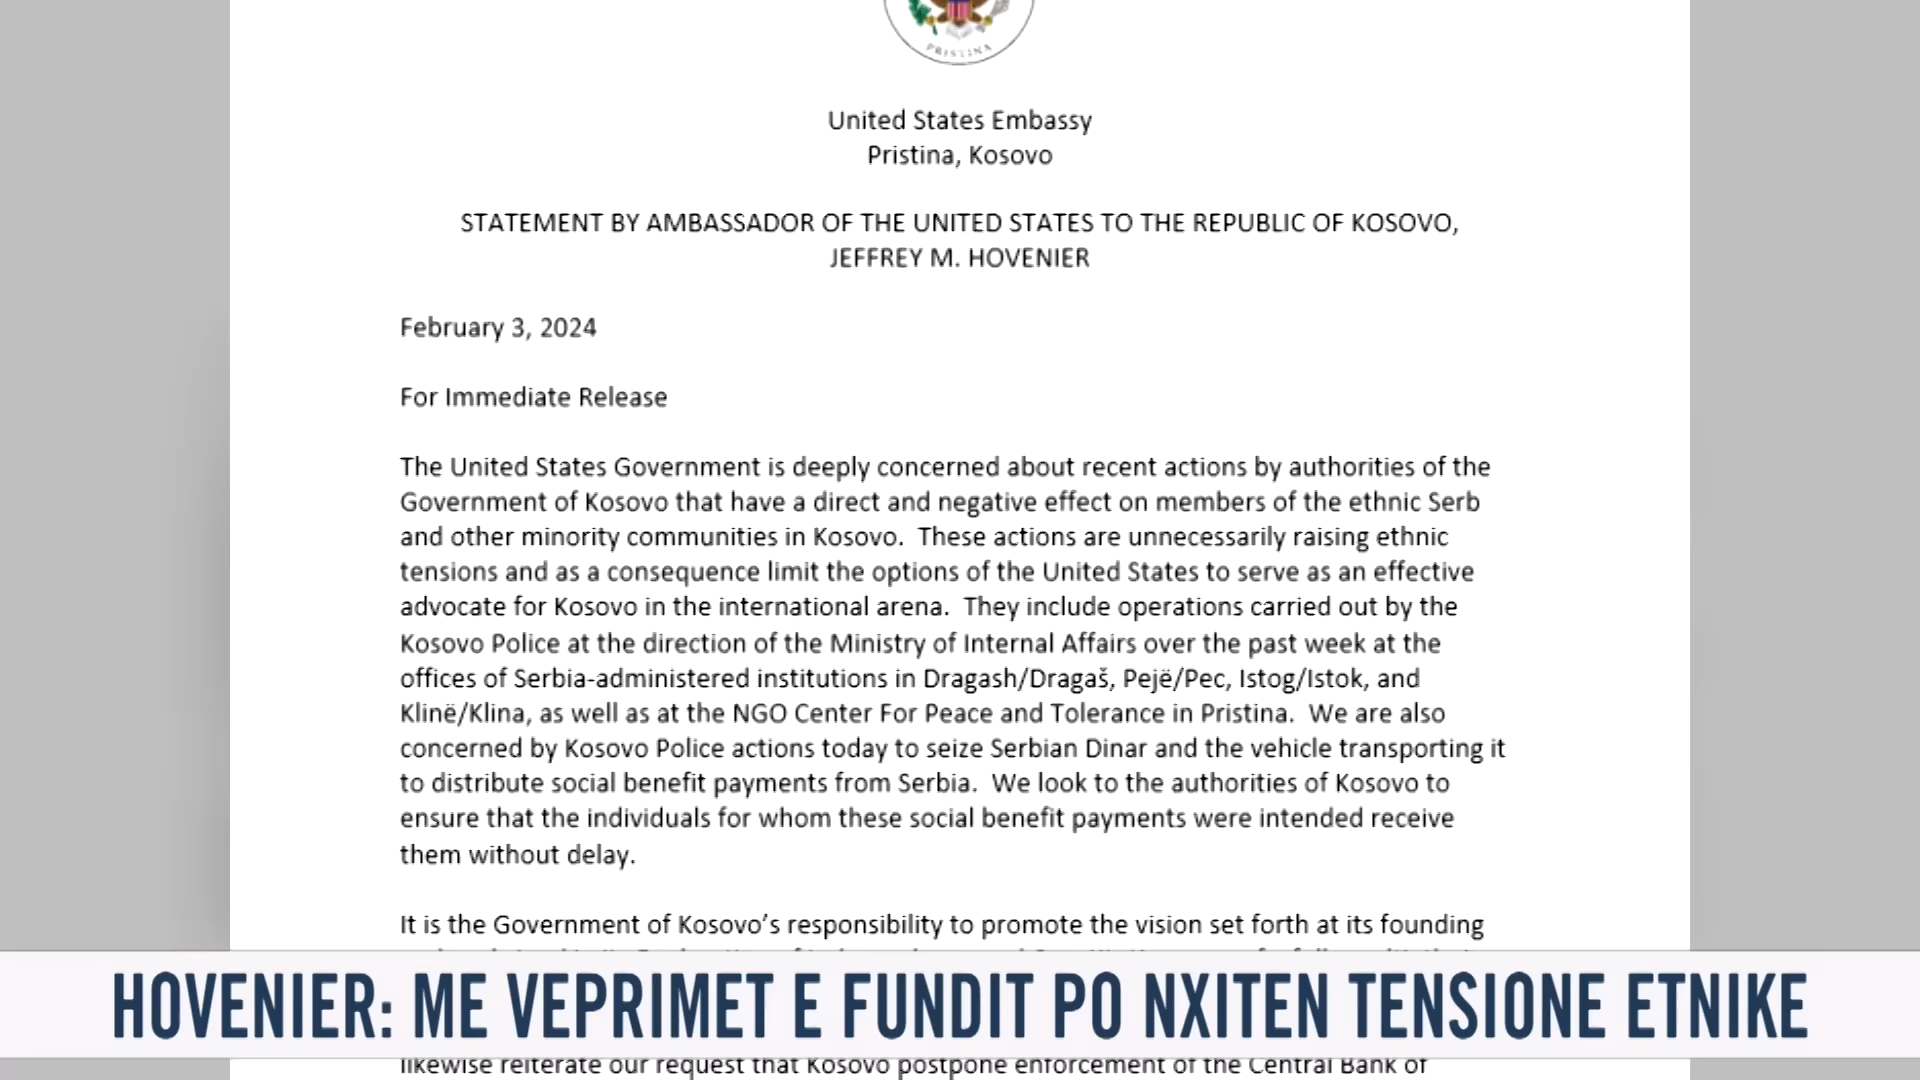 PRISTINA
United States Embassy
Pristina, Kosovo
STATEMENT BY AMBASSADOR OF THE UNITED STATES TO THE REPUBLIC OF KOSOVO,
JEFFREY M. HOVENIER
February 3, 2024
For Immediate Release
The United States Government is deeply concerned about recent actions by authorities of the
Government of Kosovo that have a direct and negative effect on members of the ethnic Serb
and other minority communities in Kosovo.  These actions are unnecessarily raising ethnic
tensions and as a consequence limit the options of the United States to serve as an effective
advocate for Kosovo in the international arena.  They include operations carried out by the
Kosovo Police at the direction of the Ministry of Internal Affairs over the past week at the
offices of Serbia-administered institutions in Dragash/Dragaš, Pejë/Pec, Istog/Istok, and
Klinë/Klina, as well as at the NGO Center For Peace and Tolerance in Pristina.  We are also
concerned by Kosovo Police actions today to seize Serbian Dinar and the vehicle transporting it
to distribute social benefit payments from Serbia.  We look to the authorities of Kosovo to
ensure that the individuals for whom these social benefit payments were intended receive
them without delay.
It is the Government of Kosovo’s responsibility to promote the vision set forth at its founding
HOVENIER: ME VEPRIMET E FUNDIT PO NXITEN TENSIONE ETNIKE
likewise reiterate our request that Kosovo postpone enforcement of the Central Bank of